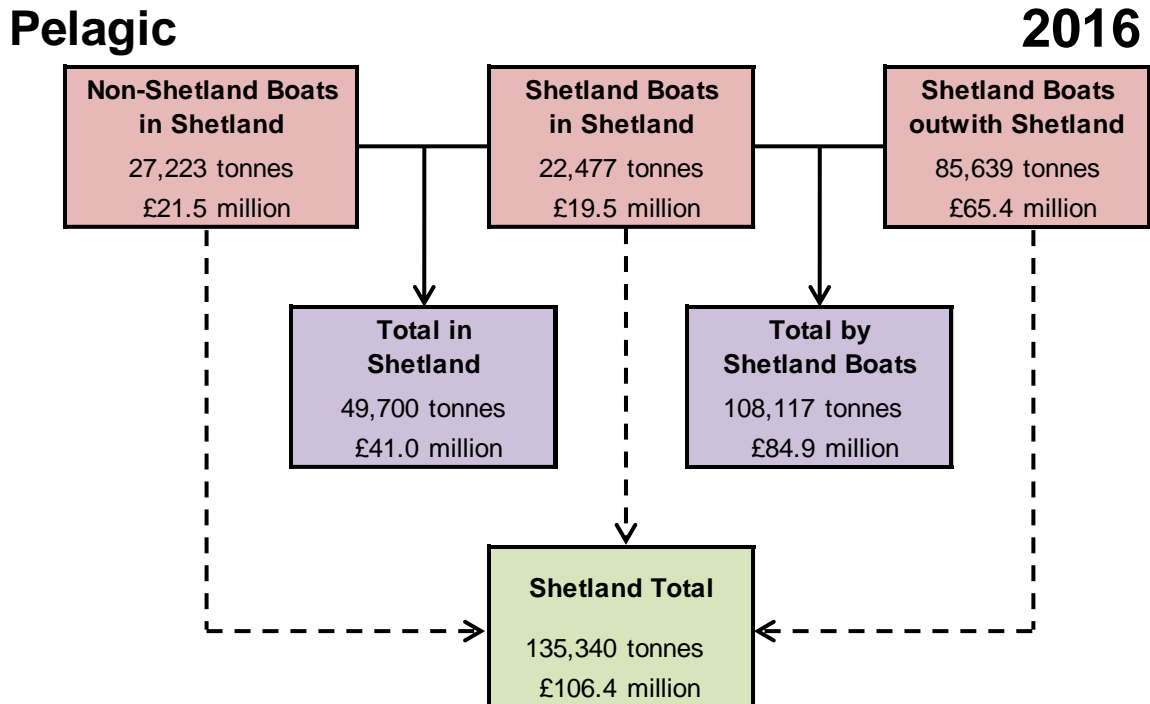 Pelagic
2016
Non-Shetland Boats
in Shetland
27,223 tonnes
£21.5 million
Shetland Boats
in Shetland
22,477 tonnes
£19.5 million
Shetland Boats
outwith Shetland
85,639 tonnes
£65.4 million
Total in
Shetland
49,700 tonnes
£41.0 million
Total by
Shetland Boats
108,117 tonnes
£84.9 million
Shetland Total
135,340 tonnes
£106.4 million